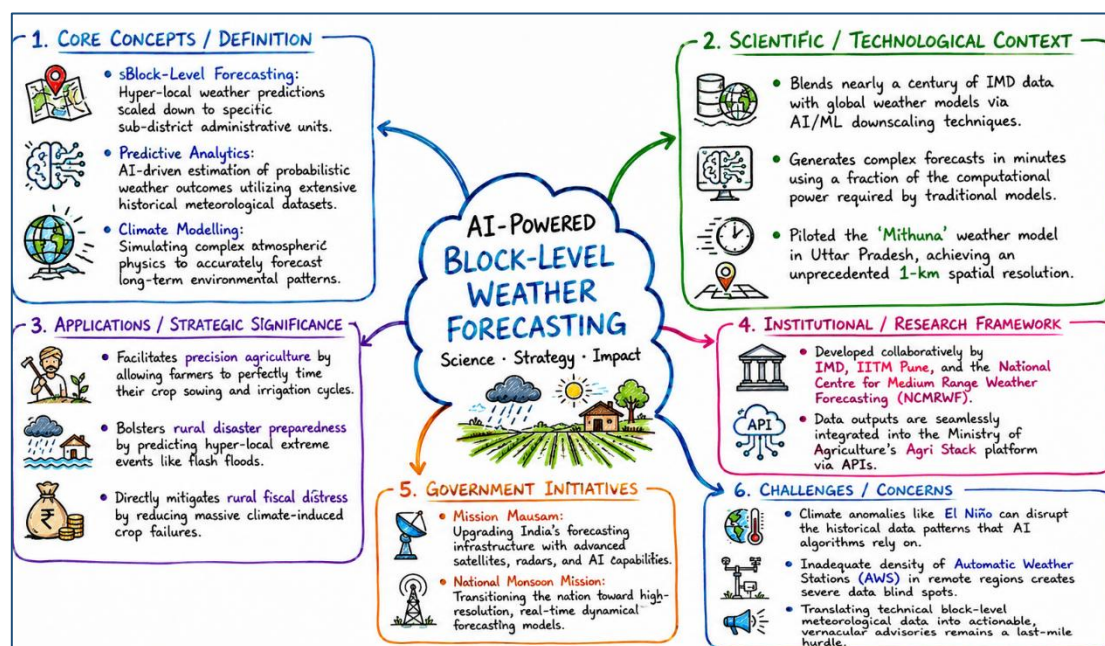 1. CORE CONCEPTS / DEFINITION
• sBlock-Level Forecasting:
Hyper-local weather predictions
scaled down to specitic
sub-district administrative units.
• Predictive Analytics:
AI-driven estimation of probabilistic
weather outcomes utilizing extensive
historical meteorological datasets.
• Climate Modelling:
Simulating complex atmospheric
physics to accurately forecast
long-term environmental patterns.
2. SCIENTIFIC / TECHNOLOGICAL CONTEXT
• Blends nearly a century of IMD data
with global weather models via
AI/ML downscaling techniques.
• Generates complex forecasts in minutes
using a fraction of the computational
power required by traditional models.
• Piloted the 'Mithuna' weather model
in Uttar Pradesh, achieving an
unprecedented 1-km spatial resolution.
AI-POWERED
BLOCK-LEVEL
WEATHER
FORECASTING
Science · Strategy · Impact
3. APPLICATIONS / STRATEGIC SIGNIFICANCE
• Facilitates precision agriculture by
allowing farmers to perfectly time
their crop sowing and irrigation cycles.
• Bolsters rural disaster preparedness
by predicting hyper-local extreme
events like flash floods.
₹
• Directly mitigates rural fiscal distress
by reducing massive climate-induced
crop failures.
4. INSTITUTIONAL / RESEARCH FRAMEWORK
• Developed collaboratively by
IMD, IITM Pune, and the National
Centre for Medium Range Weather
Forecasting (NCMRWF).
API
• Data outputs are seamlessly
integrated into the Ministry of
Agriculture's Agri Stack platform
via APIs.
5. GOVERNMENT INITIATIVES
• Mission Mausam:
Upgrading India's forecasting
infrastructure with advanced
satellites, radars, and AI capabilities.
• National Monsoon Mission:
Transitioning the nation toward high-
resolution, real-time dynamical
forecasting models.
6. CHALLENGES / CONCERNS
• Climate anomalies like El Niño can disrupt
the historical data patterns that AI
algorithms rely on.
• Inadequate density of Automatic Weather
Stations (AWS) in remote regions creates
severe data blind spots.
• Translating technical block-level
meteorological data into actionable,
vernacular advisories remains a last-mile
hurdle.